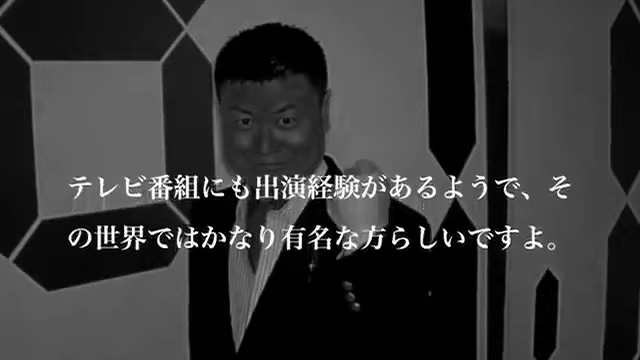 テレビ番組にも出演経験があるようで、そ
の世界ではかなり有名な方らしいですよ。